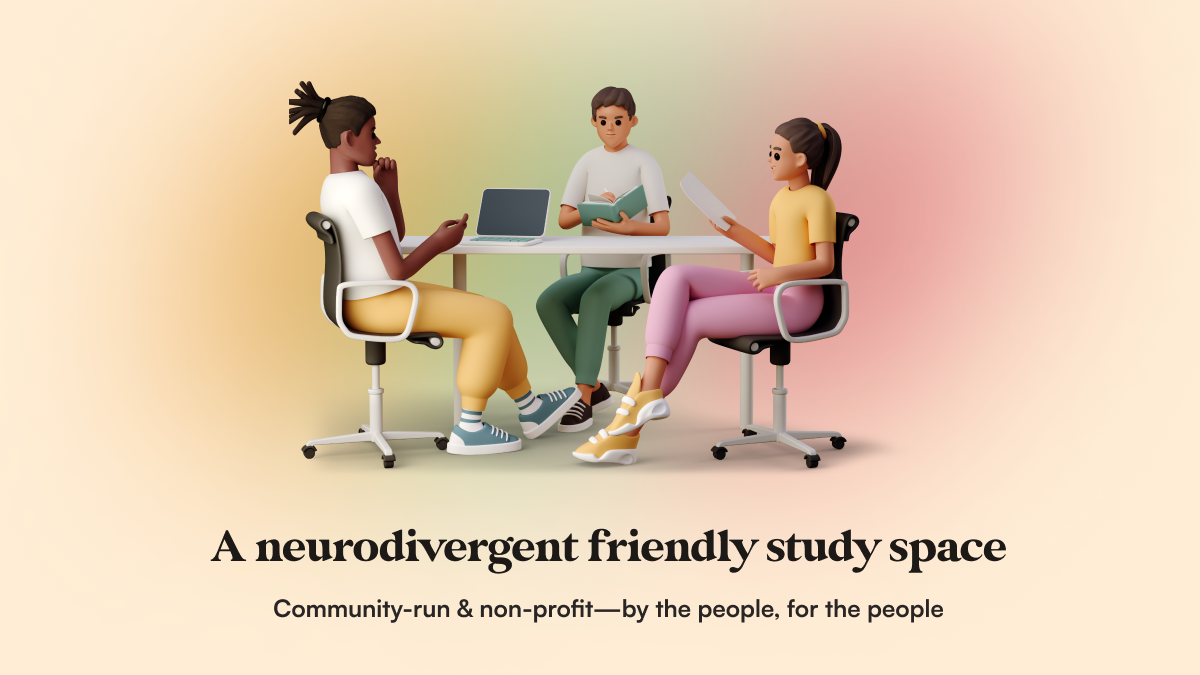 A neurodivergent friendly study space
Community-run & non-profit—by the people, for the people